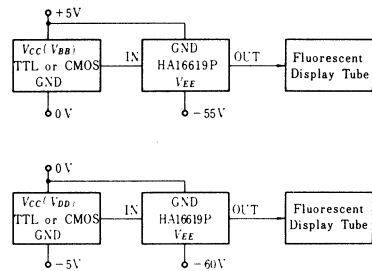 +5V
VCC(VBB)
TTL or CMOS
GND
IN
GND
HA16619P
VEE
OUT
Fluorescent
Display Tube
0V
−55V
0V
VCC(VDD)
TTL or CMOS
GND
IN
GND
HA16619P
VEE
OUT
Fluorescent
Display Tube
−5V
−60V